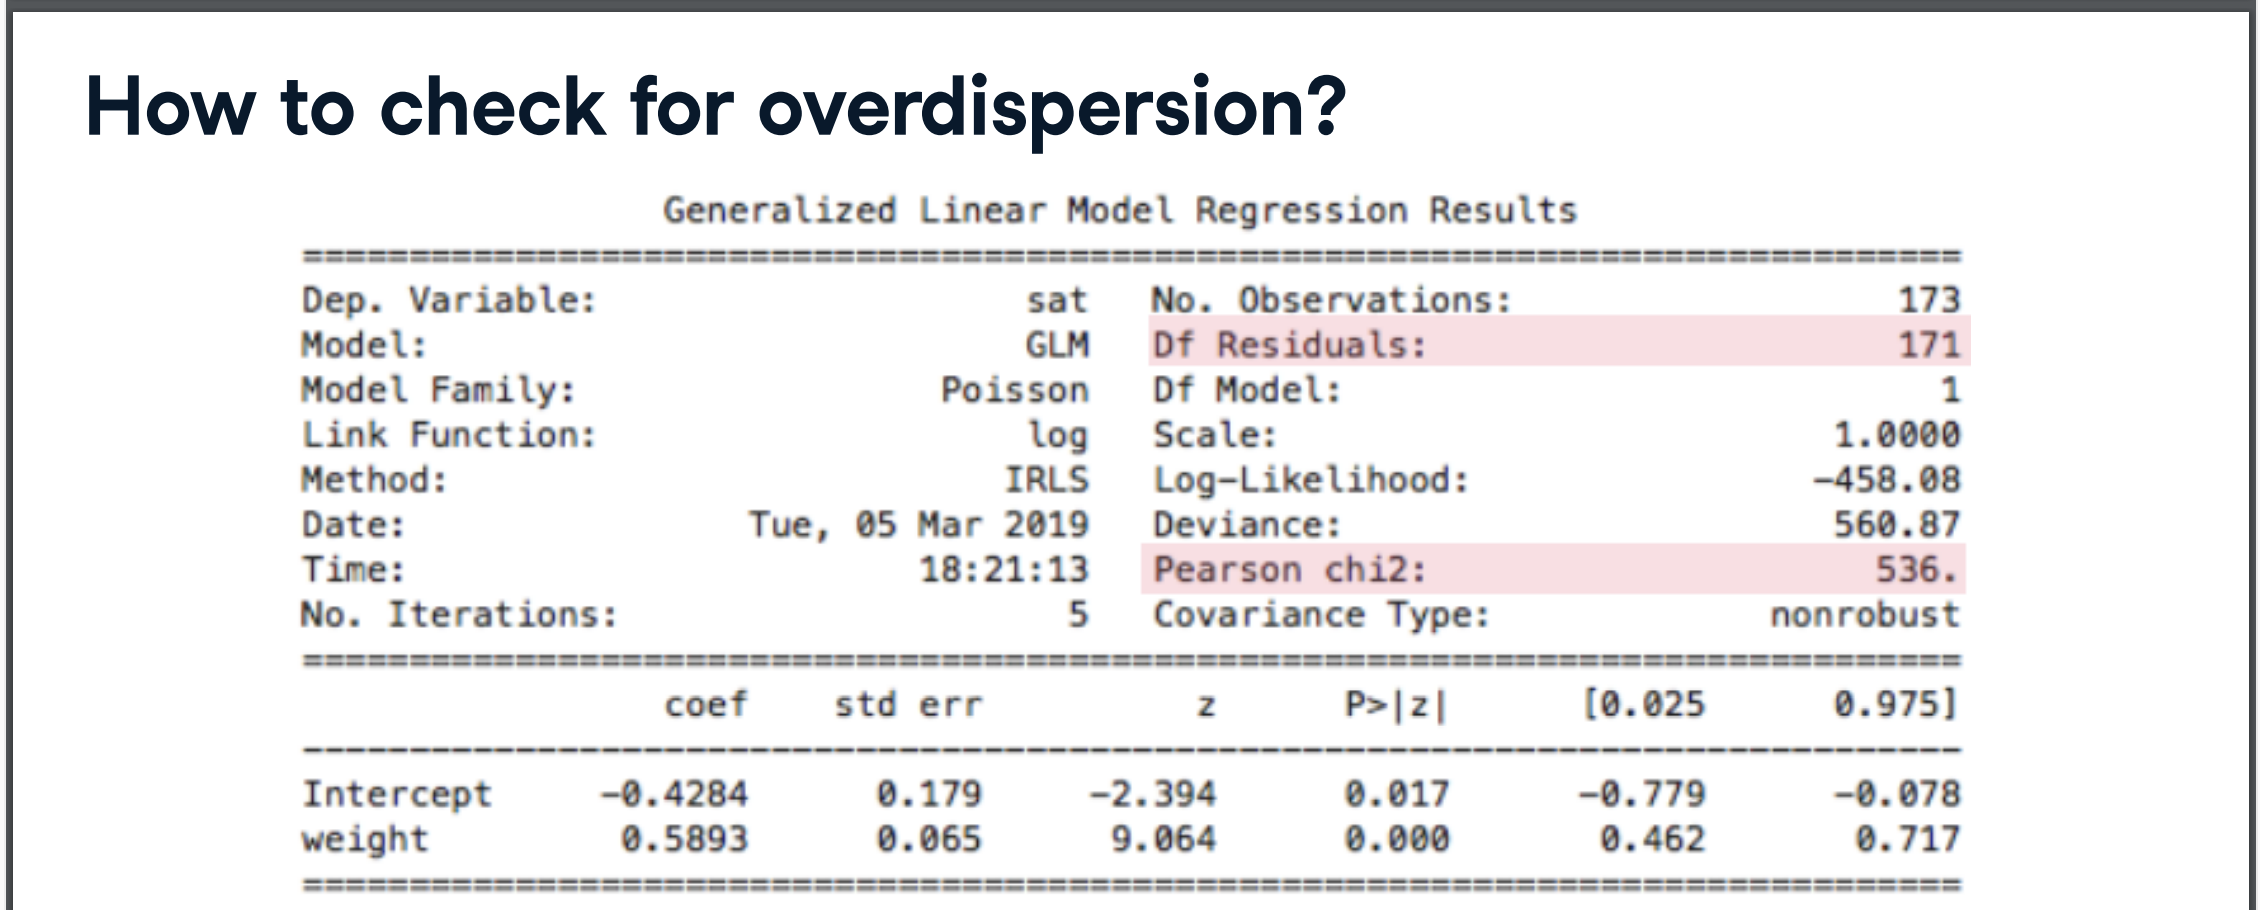 How to check for overdispersion?
Generalized Linear Model Regression Results
==============================================================================
Dep. Variable: sat No. Observations: 173
Model: GLM Df Residuals: 171
Model Family: Poisson Df Model: 1
Link Function: log Scale: 1.0000
Method: IRLS Log-Likelihood: -458.08
Date: Tue, 05 Mar 2019 Deviance: 560.87
Time: 18:21:13 Pearson chi2: 536.
No. Iterations: 5 Covariance Type: nonrobust
==============================================================================
coef std err z P>|z| [0.025 0.975]
------------------------------------------------------------------------------
Intercept -0.4284 0.179 -2.394 0.017 -0.779 -0.078
weight 0.5893 0.065 9.064 0.000 0.462 0.717
==============================================================================